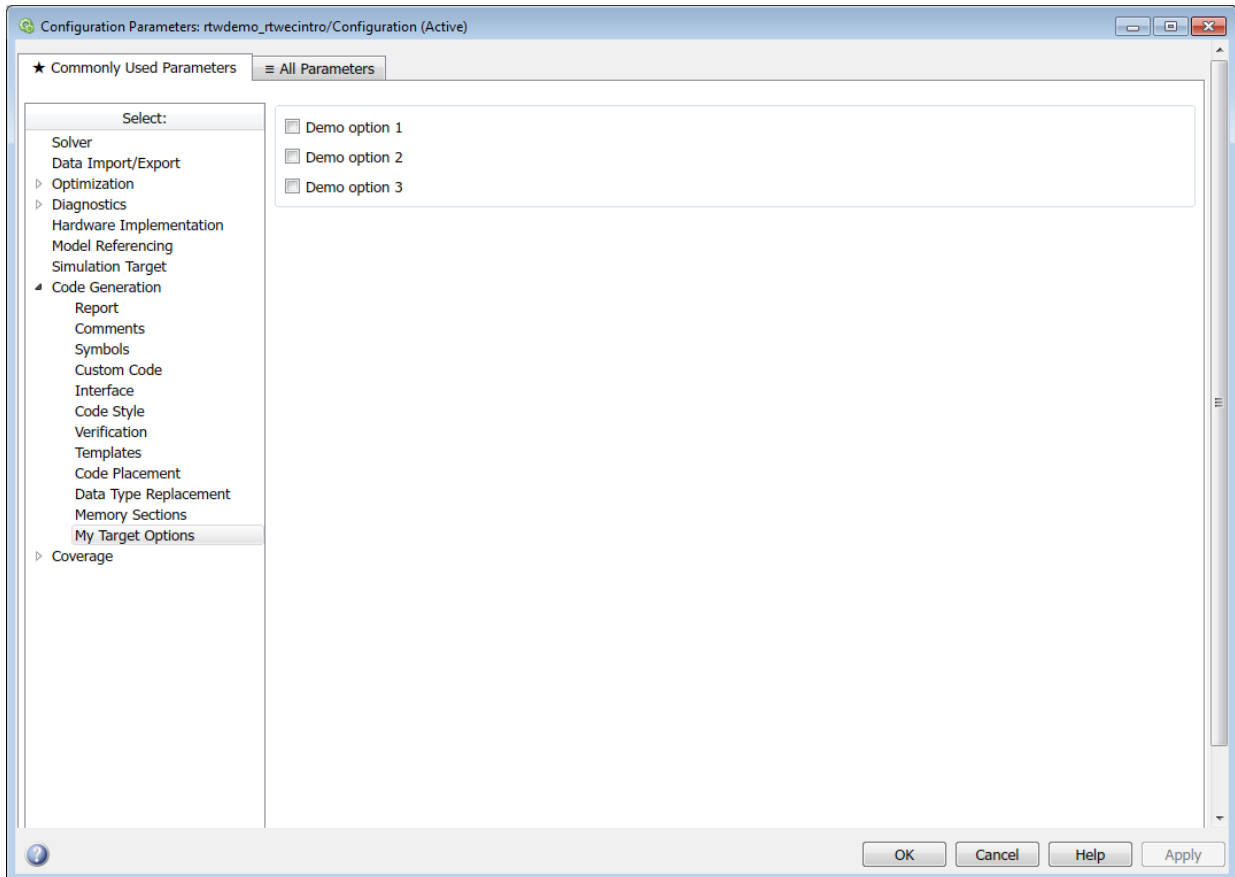 Configuration Parameters: rtwdemo_rtwecintro/Configuration (Active)
★ Commonly Used Parameters
≡ All Parameters
Select:
Solver
Data Import/Export
Optimization
Diagnostics
Hardware Implementation
Model Referencing
Simulation Target
Code Generation
Report
Comments
Symbols
Custom Code
Interface
Code Style
Verification
Templates
Code Placement
Data Type Replacement
Memory Sections
My Target Options
Coverage
Demo option 1
Demo option 2
Demo option 3
OK
Cancel
Help
Apply